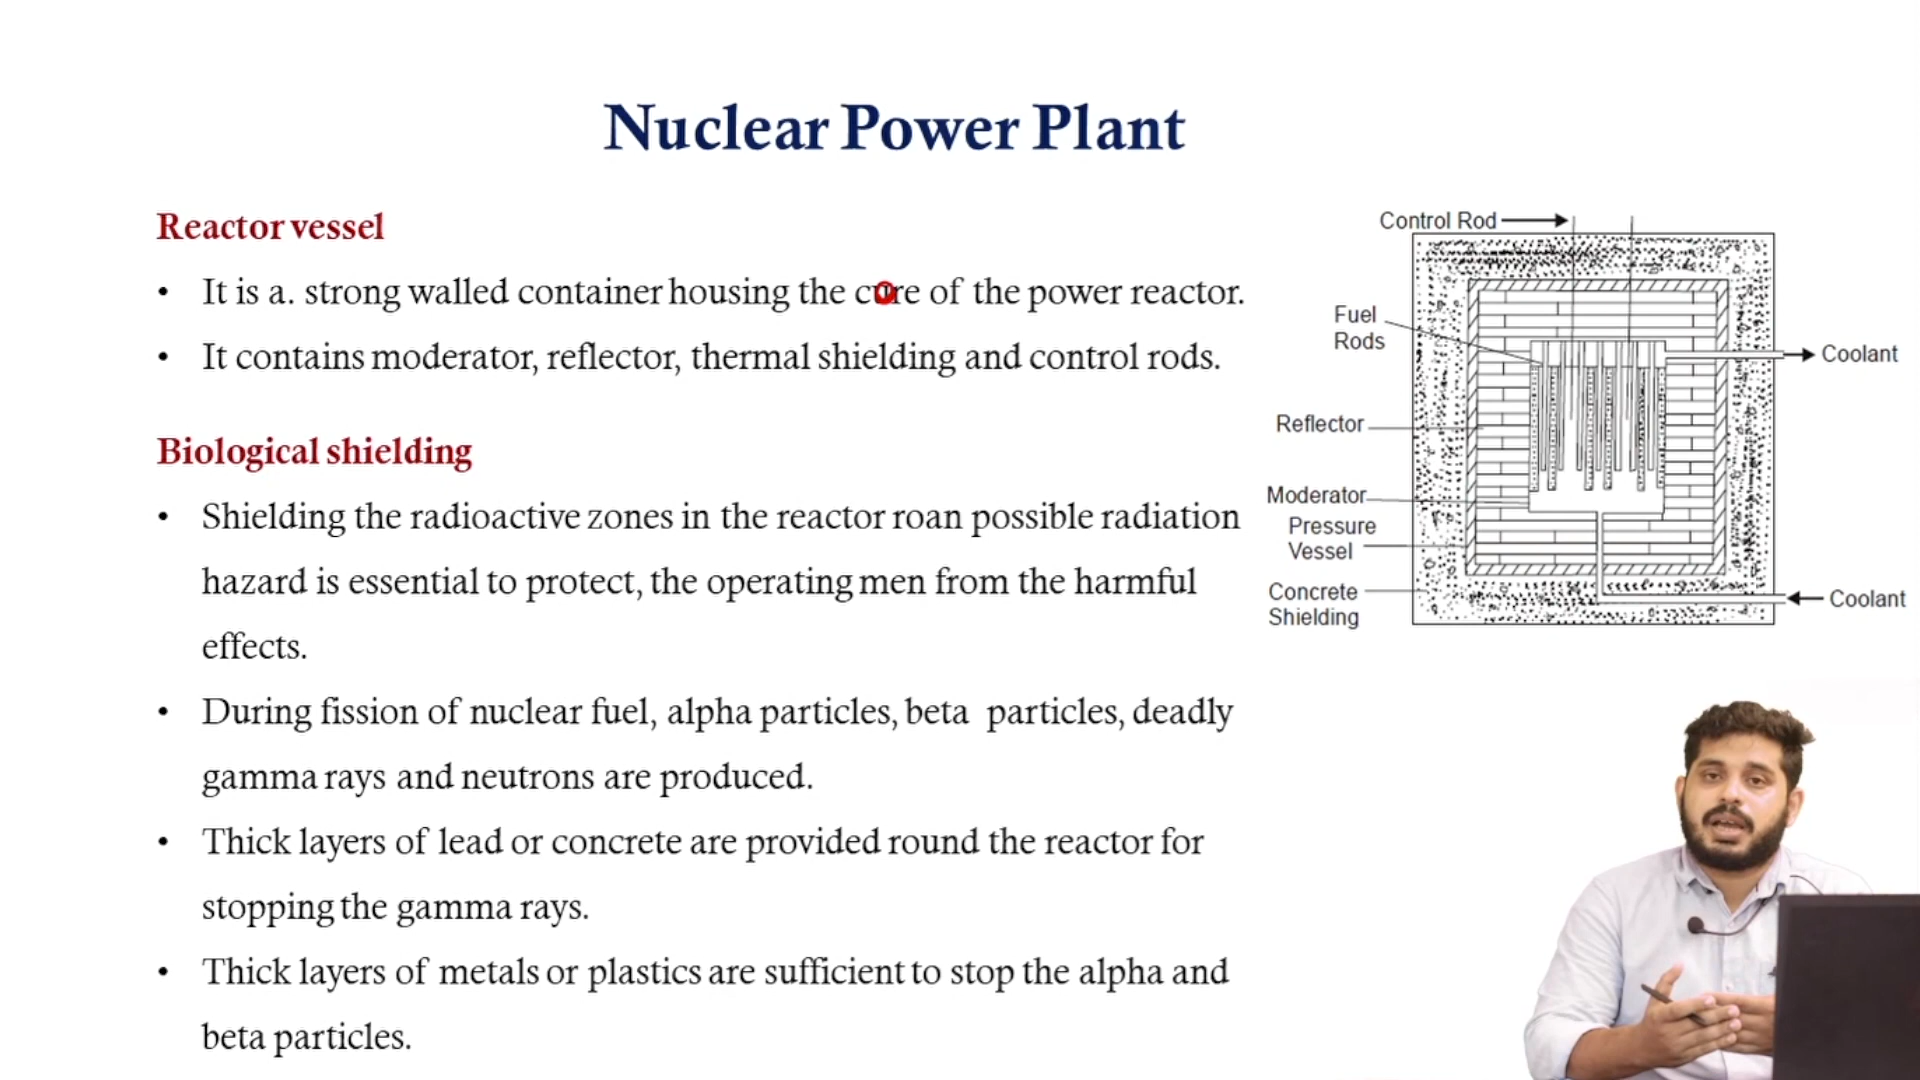 Nuclear Power Plant
Reactor vessel
• It is a. strong walled container housing the cure of the power reactor.
• It contains moderator, reflector, thermal shielding and control rods.
Biological shielding
• Shielding the radioactive zones in the reactor roan possible radiation
hazard is essential to protect, the operating men from the harmful
effects.
• During fission of nuclear fuel, alpha particles, beta particles, deadly
gamma rays and neutrons are produced.
• Thick layers of lead or concrete are provided round the reactor for
stopping the gamma rays.
• Thick layers of metals or plastics are sufficient to stop the alpha and
beta particles.
Control Rod
Fuel
Rods
Coolant
Reflector
Moderator
Pressure
Vessel
Concrete
Shielding
Coolant